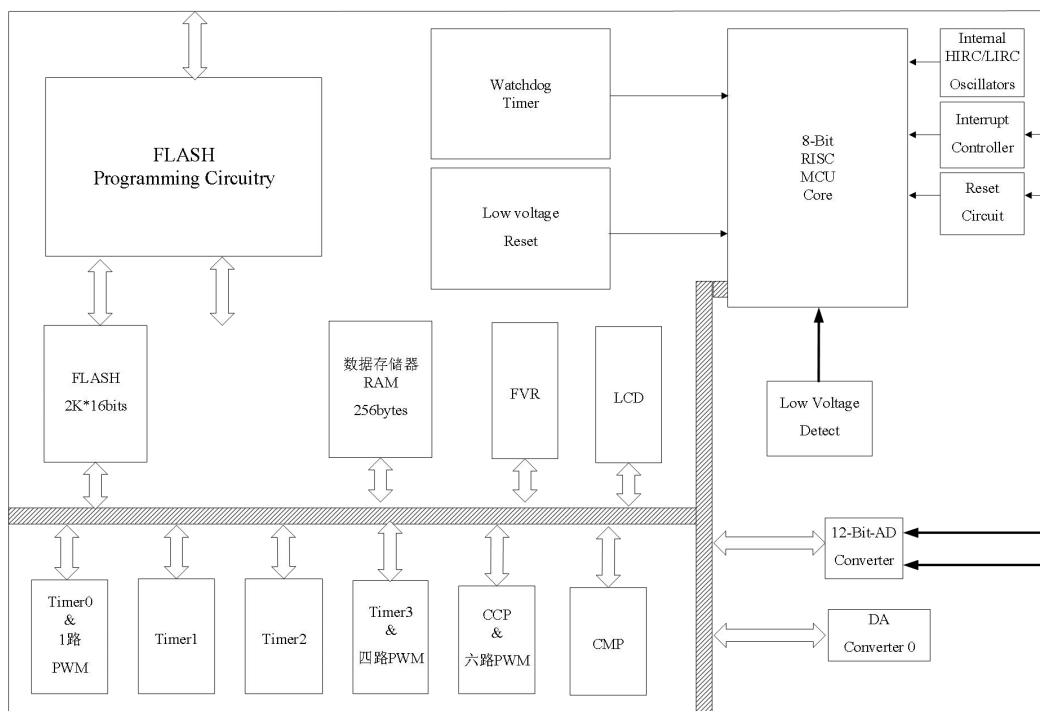 FLASH
Programming Circuitry
Watchdog
Timer
Low voltage
Reset
8-Bit
RISC
MCU
Core
Internal
HIRC/LIRC
Oscillators
Interrupt
Controller
Reset
Circuit
FLASH
2K*16bits
数据存储器
RAM
256bytes
FVR
LCD
Low Voltage
Detect
12-Bit-AD
Converter
DA
Converter 0
Timer0
&
1路
PWM
Timer1
Timer2
Timer3
&
四路PWM
CCP
&
六路PWM
CMP